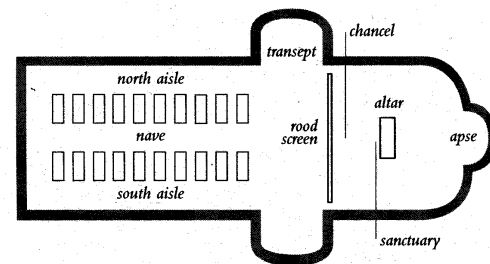 chancel
transept
north aisle
altar
rood
screen
nave
apse
south aisle
sanctuary